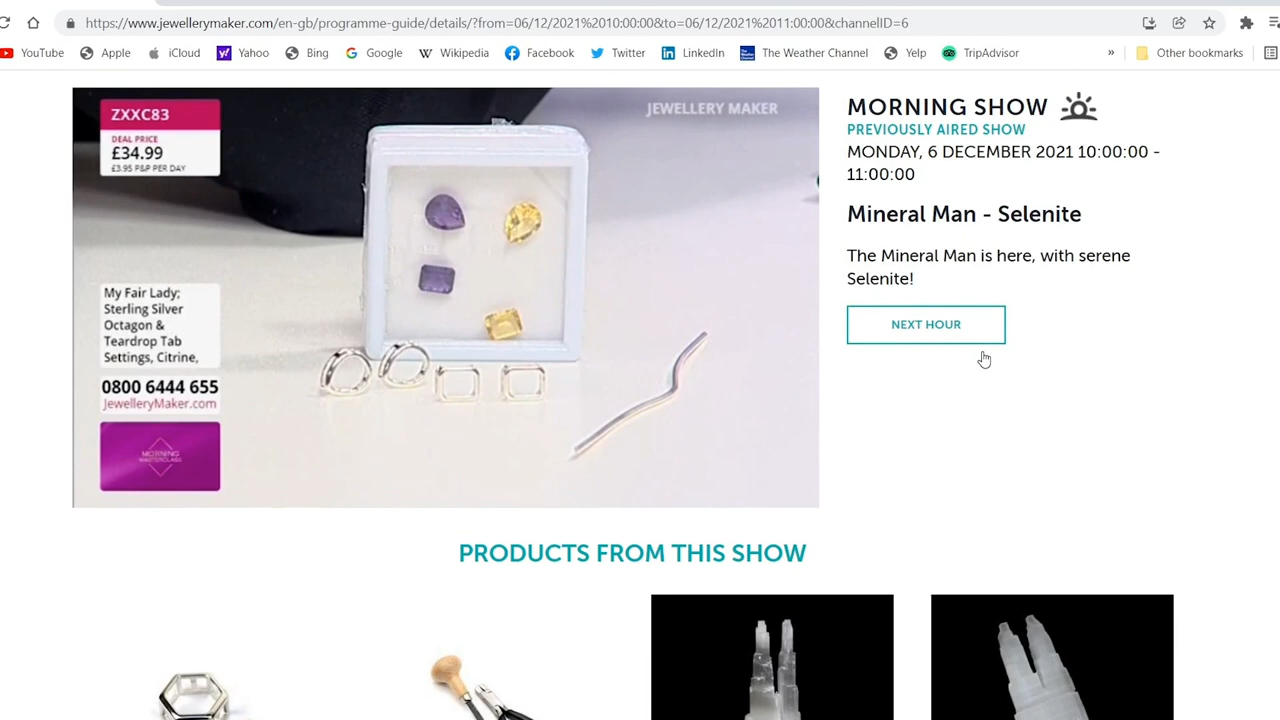 https://www.jewellerymaker.com/en-gb/programme-guide/details/?from=06/12/2021%2010:00:00&to=06/12/2021%2011:00:00&channelID=6
YouTube Apple iCloud Yahoo Bing Google Wikipedia Facebook Twitter LinkedIn The Weather Channel Yelp TripAdvisor » Other bookmarks
ZXXC83
DEAL PRICE
£34.99
£3.95 P&P PER DAY
JEWELLERY MAKER
My Fair Lady;
Sterling Silver
Octagon &
Teardrop Tab
Settings, Citrine,
0800 6444 655
JewelleryMaker.com
MORNING
MASTERCLASS
MORNING SHOW
PREVIOUSLY AIRED SHOW
MONDAY, 6 DECEMBER 2021 10:00:00 -
11:00:00
Mineral Man - Selenite
The Mineral Man is here, with serene
Selenite!
NEXT HOUR
PRODUCTS FROM THIS SHOW